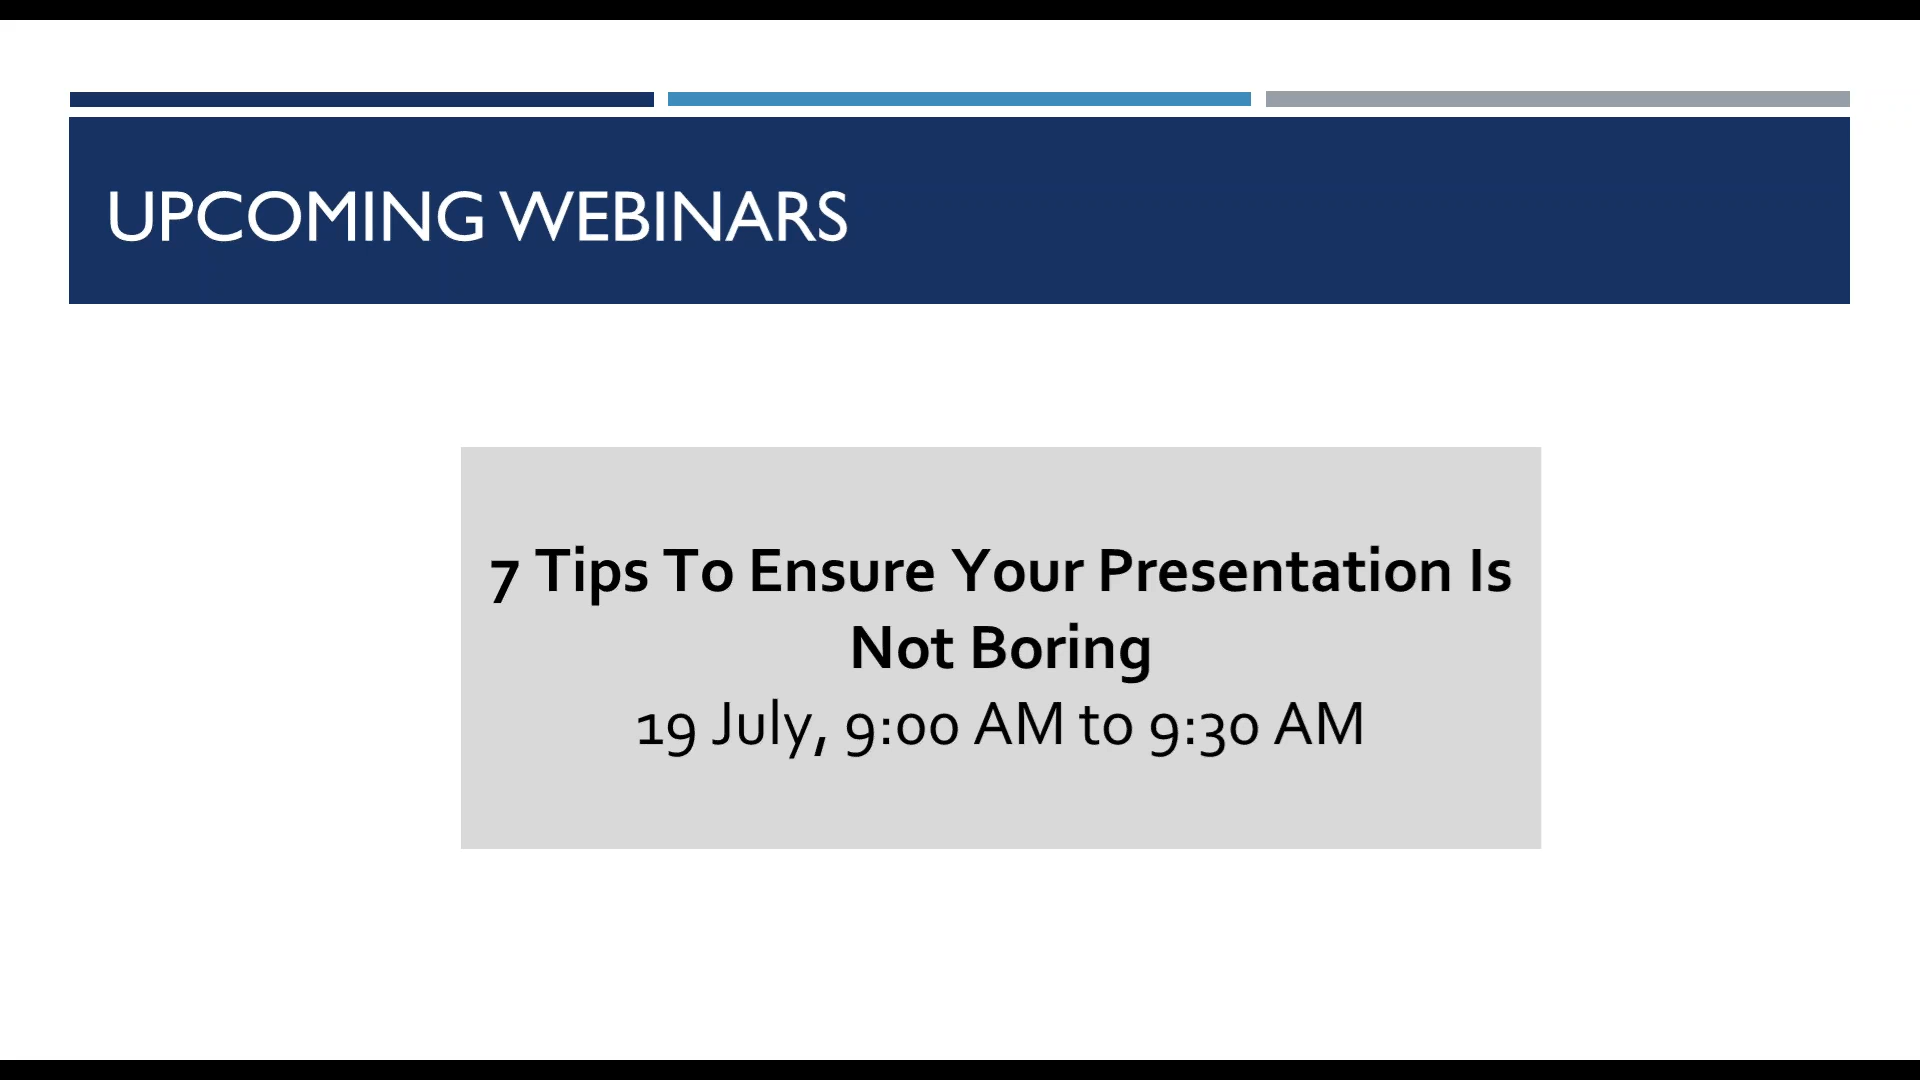 UPCOMING WEBINARS
7 Tips To Ensure Your Presentation Is
Not Boring
19 July, 9:00 AM to 9:30 AM